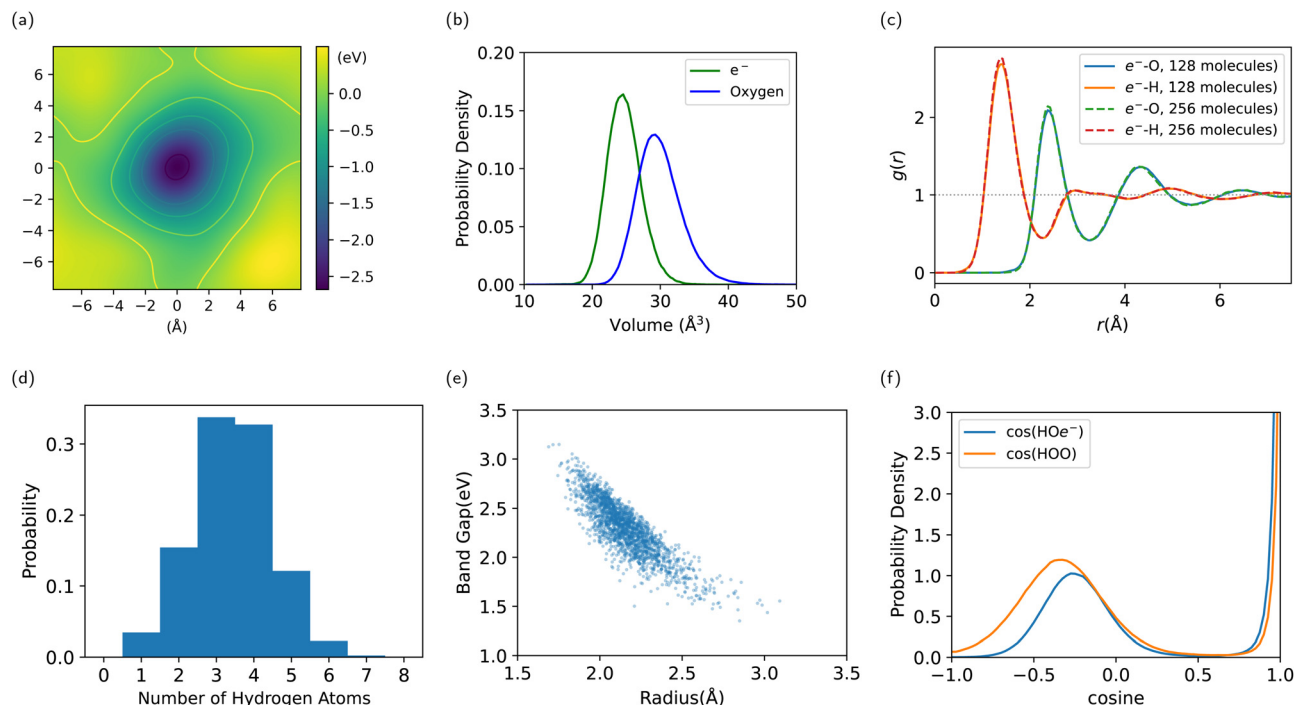 (a)
(eV)
6
4
2
0
−2
−4
−6
0.0
−0.5
−1.0
−1.5
−2.0
−2.5
−6 −4 −2 0 2 4 6
(Å)
(b)
0.20
0.15
0.10
0.05
0.00
Probability Density
e⁻
Oxygen
10 20 30 40 50
Volume (Å³)
(c)
2
1
0
g(r)
e⁻-O, 128 molecules)
e⁻-H, 128 molecules)
e⁻-O, 256 molecules)
e⁻-H, 256 molecules)
0 2 4 6
r(Å)
(d)
0.3
0.2
0.1
0.0
Probability
0 1 2 3 4 5 6 7 8
Number of Hydrogen Atoms
(e)
3.5
3.0
2.5
2.0
1.5
1.0
Band Gap(eV)
1.5 2.0 2.5 3.0 3.5
Radius(Å)
(f)
3.0
2.5
2.0
1.5
1.0
0.5
0.0
Probability Density
cos(HOe⁻)
cos(HOO)
−1.0 −0.5 0.0 0.5 1.0
cosine